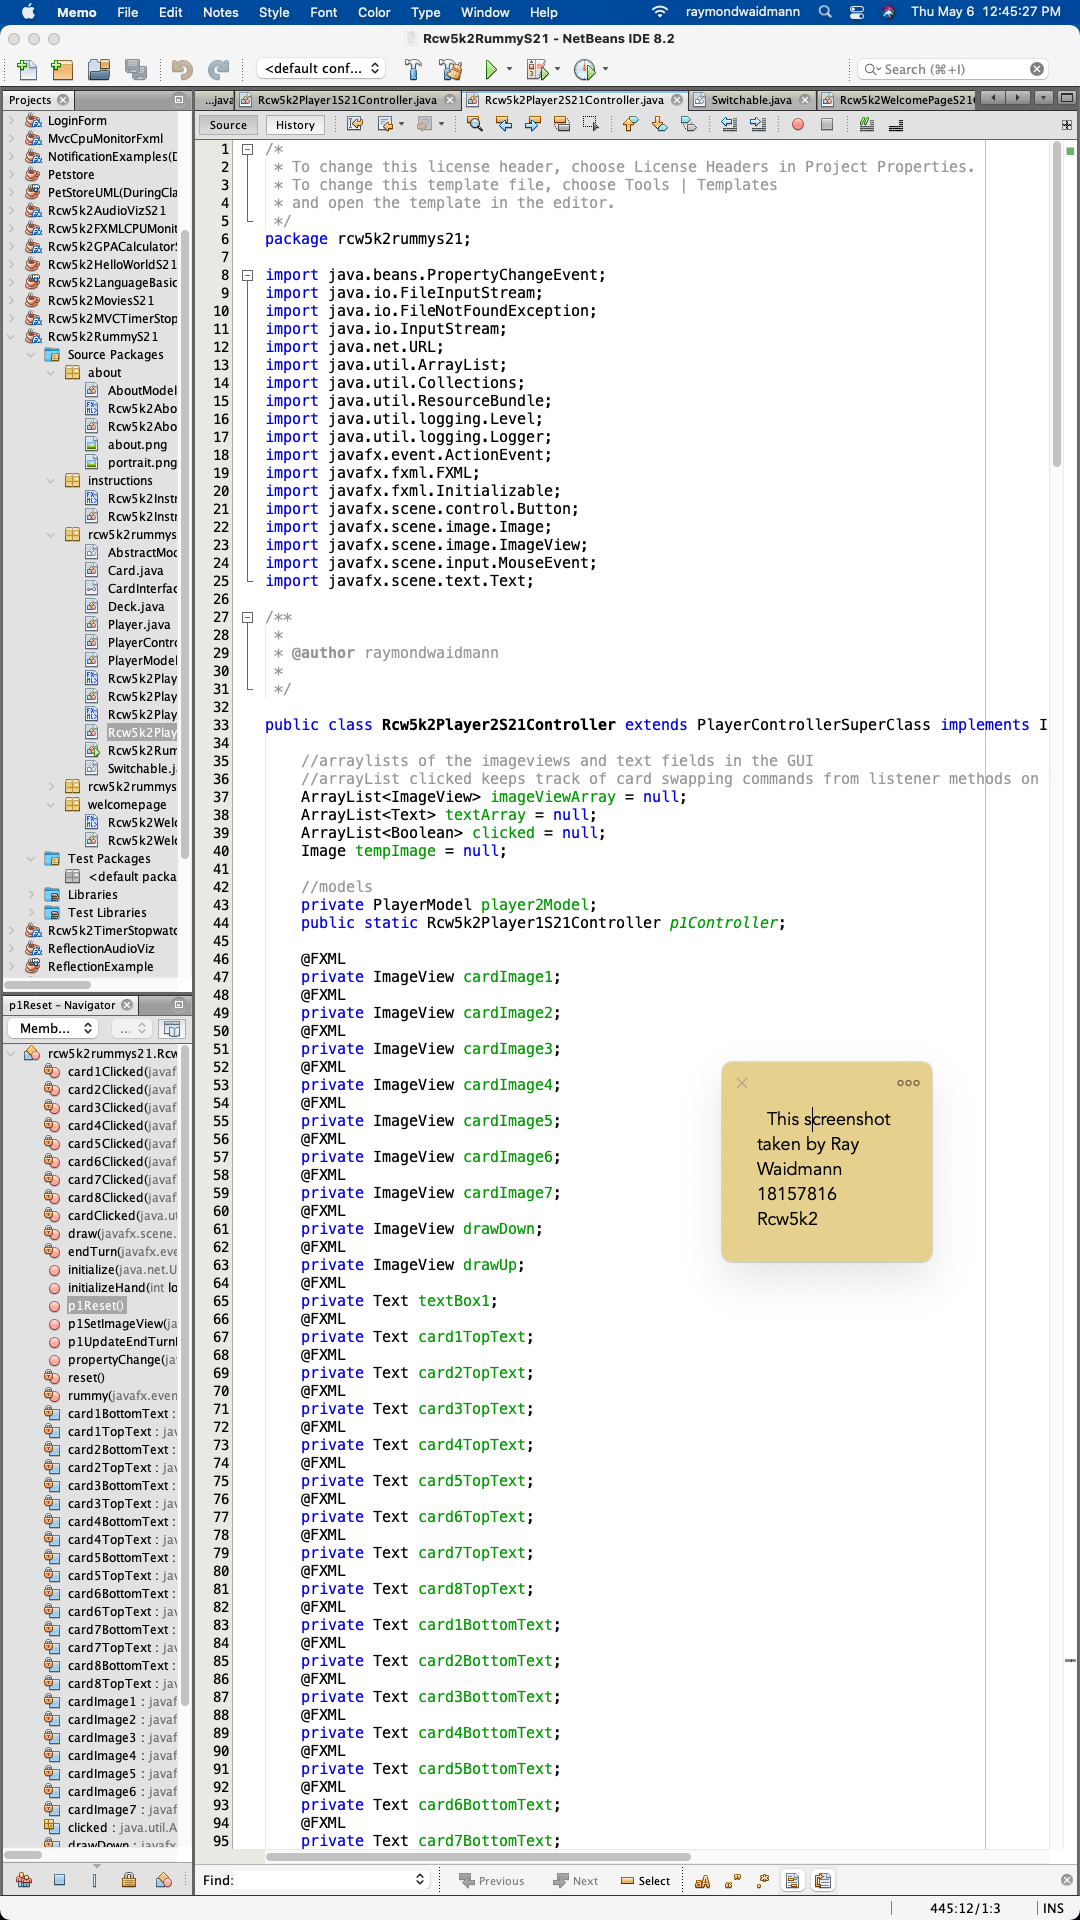 Memo File Edit Notes Style Font Color Type Window Help raymondwaidmann Thu May 6 12:45:27 PM
Rcw5k2RummyS21 - NetBeans IDE 8.2
<default conf... Search (⌘+I)
Projects ...java Rcw5k2Player1S21Controller.java Rcw5k2Player2S21Controller.java Switchable.java Rcw5k2WelcomePageS21
Source History
LoginForm
MvcCpuMonitorFxml
NotificationExamples(D
Petstore
PetStoreUML(DuringCla
Rcw5k2AudioVizS21
Rcw5k2FXMLCPUMonit
Rcw5k2GPACalculatorS
Rcw5k2HelloWorldS21
Rcw5k2LanguageBasic
Rcw5k2MoviesS21
Rcw5k2MVCTimerStop
Rcw5k2RummyS21
Source Packages
about
AboutModel
Rcw5k2Abo
Rcw5k2Abo
about.png
portrait.png
instructions
Rcw5k2Instr
Rcw5k2Instr
rcw5k2rummys
AbstractMod
Card.java
CardInterfac
Deck.java
Player.java
PlayerContro
PlayerModel
Rcw5k2Play
Rcw5k2Play
Rcw5k2Play
Rcw5k2Play
Rcw5k2Rum
Switchable.j
rcw5k2rummys
welcomepage
Rcw5k2Welc
Rcw5k2Welc
Test Packages
<default packa
Libraries
Test Libraries
Rcw5k2TimerStopwatc
ReflectionAudioViz
ReflectionExample
p1Reset - Navigator
Memb... ...
rcw5k2rummys21.Rcw
card1Clicked(javaf
card2Clicked(javaf
card3Clicked(javaf
card4Clicked(javaf
card5Clicked(javaf
card6Clicked(javaf
card7Clicked(javaf
card8Clicked(javaf
cardClicked(java.ut
draw(javafx.scene.
endTurn(javafx.eve
initialize(java.net.U
initializeHand(int lo
p1Reset()
p1SetImageView(ja
p1UpdateEndTurnI
propertyChange(ja
reset()
rummy(javafx.even
card1BottomText :
card1TopText : jav
card2BottomText :
card2TopText : jav
card3BottomText :
card3TopText : jav
card4BottomText :
card4TopText : jav
card5BottomText :
card5TopText : jav
card6BottomText :
card6TopText : jav
card7BottomText :
card7TopText : jav
card8BottomText :
card8TopText : jav
cardImage1 : javaf
cardImage2 : javaf
cardImage3 : javaf
cardImage4 : javaf
cardImage5 : javaf
cardImage6 : javaf
cardImage7 : javaf
clicked : java.util.A
drawDown : javafx
1 /*
2 * To change this license header, choose License Headers in Project Properties.
3 * To change this template file, choose Tools | Templates
4 * and open the template in the editor.
5 */
6 package rcw5k2rummys21;
7
8 import java.beans.PropertyChangeEvent;
9 import java.io.FileInputStream;
10 import java.io.FileNotFoundException;
11 import java.io.InputStream;
12 import java.net.URL;
13 import java.util.ArrayList;
14 import java.util.Collections;
15 import java.util.ResourceBundle;
16 import java.util.logging.Level;
17 import java.util.logging.Logger;
18 import javafx.event.ActionEvent;
19 import javafx.fxml.FXML;
20 import javafx.fxml.Initializable;
21 import javafx.scene.control.Button;
22 import javafx.scene.image.Image;
23 import javafx.scene.image.ImageView;
24 import javafx.scene.input.MouseEvent;
25 import javafx.scene.text.Text;
26
27 /**
28 *
29 * @author raymondwaidmann
30 *
31 */
32
33 public class Rcw5k2Player2S21Controller extends PlayerControllerSuperClass implements I
34
35 //arraylists of the imageviews and text fields in the GUI
36 //arrayList clicked keeps track of card swapping commands from listener methods on
37 ArrayList<ImageView> imageViewArray = null;
38 ArrayList<Text> textArray = null;
39 ArrayList<Boolean> clicked = null;
40 Image tempImage = null;
41
42 //models
43 private PlayerModel player2Model;
44 public static Rcw5k2Player1S21Controller p1Controller;
45
46 @FXML
47 private ImageView cardImage1;
48 @FXML
49 private ImageView cardImage2;
50 @FXML
51 private ImageView cardImage3;
52 @FXML
53 private ImageView cardImage4;
54 @FXML
55 private ImageView cardImage5;
56 @FXML
57 private ImageView cardImage6;
58 @FXML
59 private ImageView cardImage7;
60 @FXML
61 private ImageView drawDown;
62 @FXML
63 private ImageView drawUp;
64 @FXML
65 private Text textBox1;
66 @FXML
67 private Text card1TopText;
68 @FXML
69 private Text card2TopText;
70 @FXML
71 private Text card3TopText;
72 @FXML
73 private Text card4TopText;
74 @FXML
75 private Text card5TopText;
76 @FXML
77 private Text card6TopText;
78 @FXML
79 private Text card7TopText;
80 @FXML
81 private Text card8TopText;
82 @FXML
83 private Text card1BottomText;
84 @FXML
85 private Text card2BottomText;
86 @FXML
87 private Text card3BottomText;
88 @FXML
89 private Text card4BottomText;
90 @FXML
91 private Text card5BottomText;
92 @FXML
93 private Text card6BottomText;
94 @FXML
95 private Text card7BottomText;
This screenshot
taken by Ray
Waidmann
18157816
Rcw5k2
Find: Previous Next Select
445:12/1:3 INS